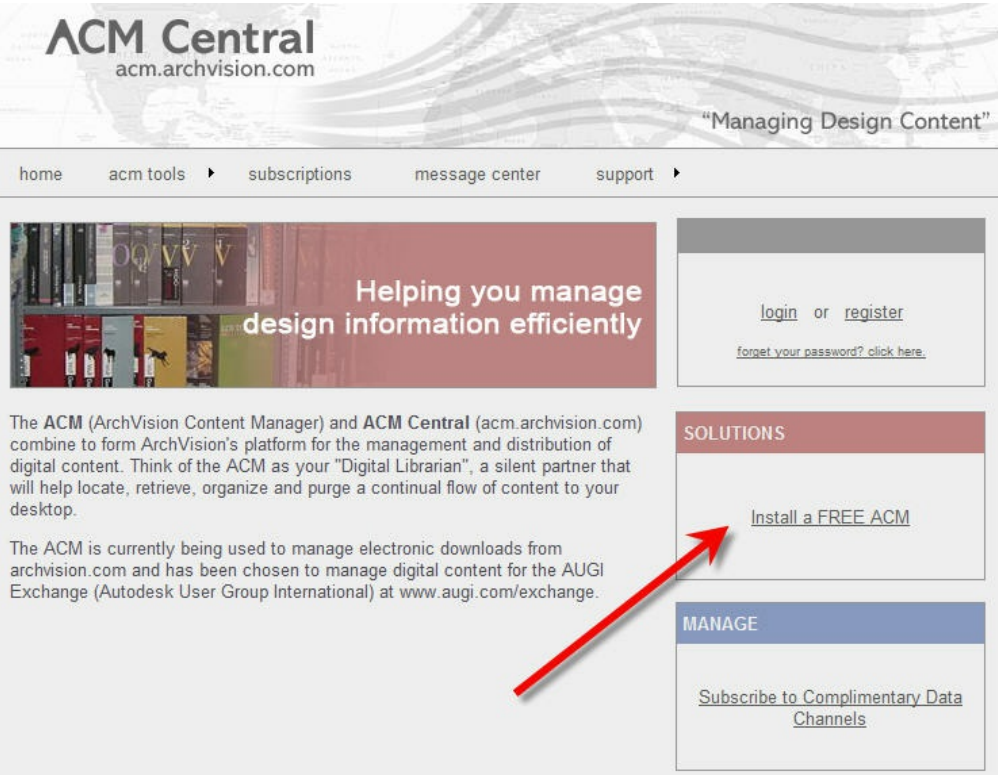 ACM Central
acm.archvision.com
“Managing Design Content”
home acm tools subscriptions message center support
Helping you manage
design information efficiently
login or register
forget your password? click here.
The ACM (ArchVision Content Manager) and ACM Central (acm.archvision.com)
combine to form ArchVision's platform for the management and distribution of
digital content. Think of the ACM as your "Digital Librarian", a silent partner that
will help locate, retrieve, organize and purge a continual flow of content to your
desktop.
The ACM is currently being used to manage electronic downloads from
archvision.com and has been chosen to manage digital content for the AUGI
Exchange (Autodesk User Group International) at www.augi.com/exchange.
SOLUTIONS
Install a FREE ACM
MANAGE
Subscribe to Complimentary Data
Channels